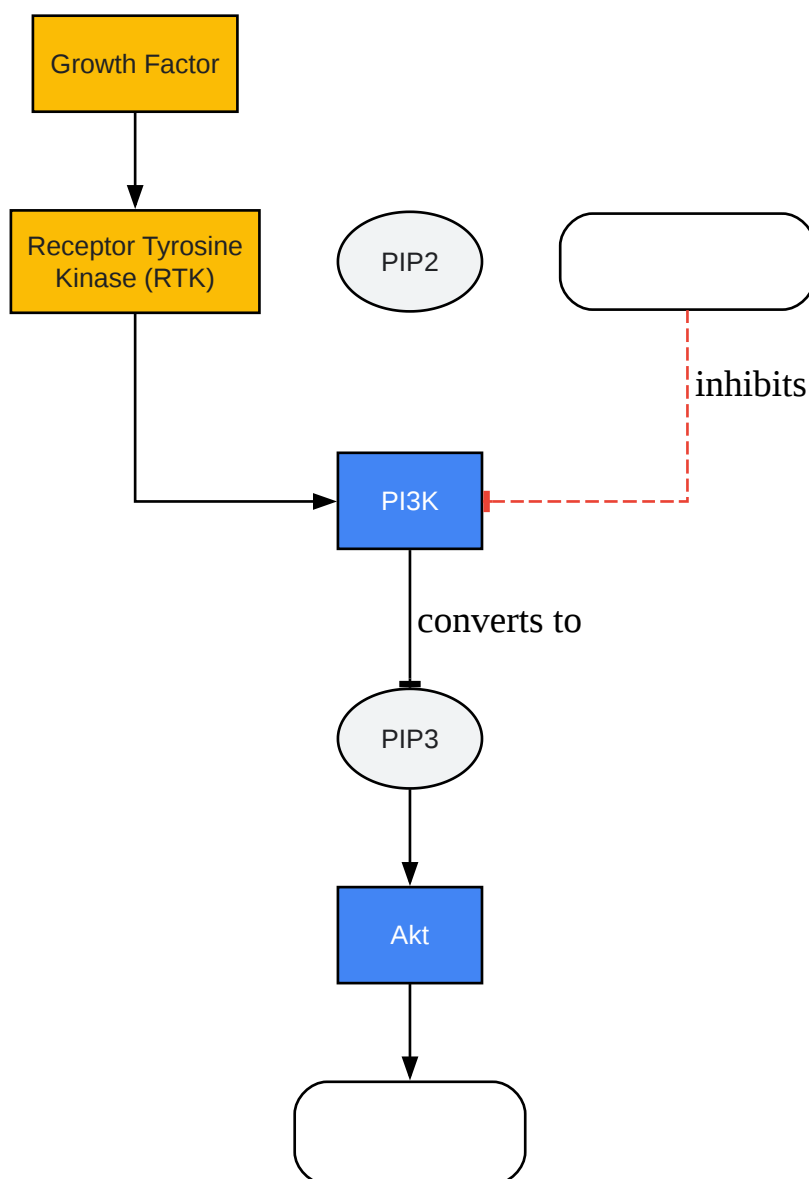 Growth Factor
Receptor Tyrosine
Kinase (RTK)
PIP2
inhibits
PI3K
converts to
PIP3
Akt